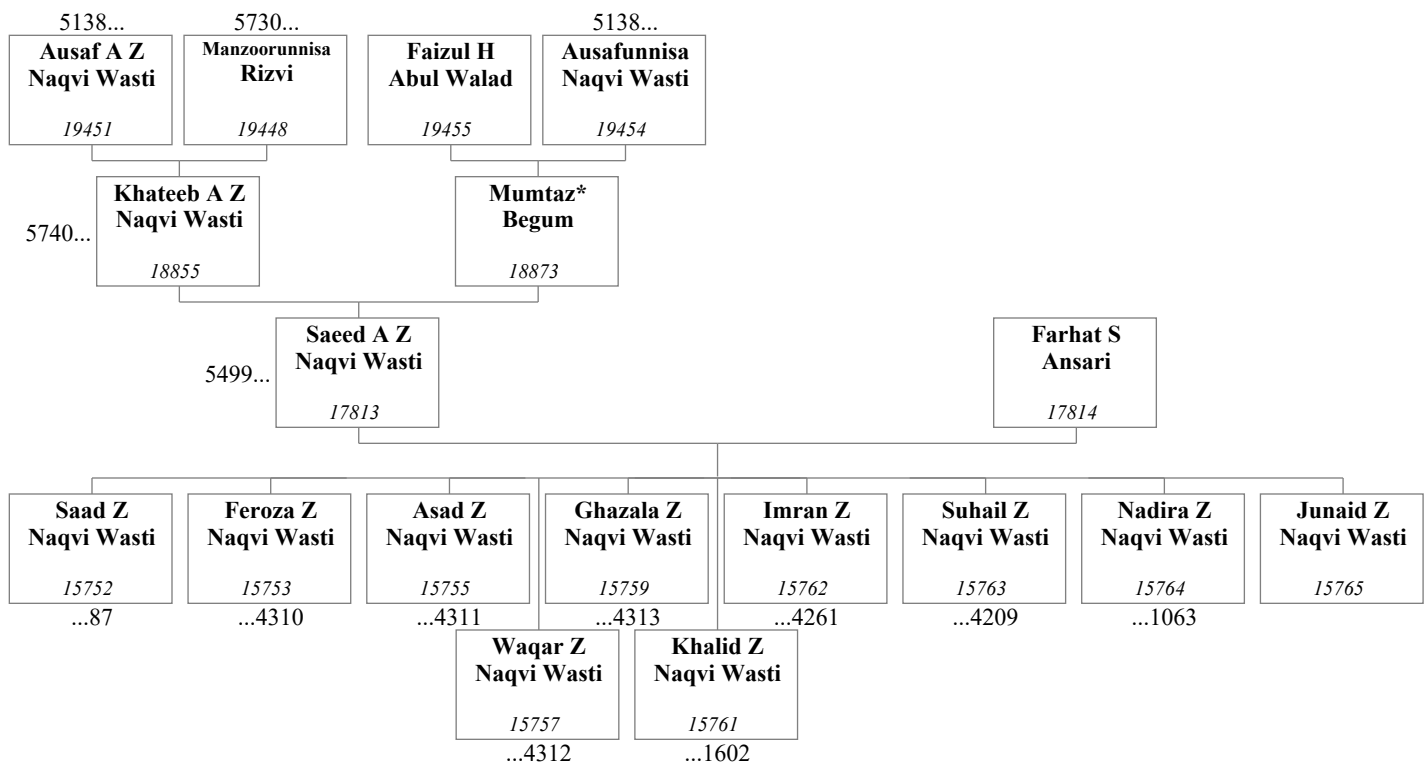 5138...
5730...
5138...
Ausaf A Z
Naqvi Wasti
19451
Manzoorunnisa
Rizvi
19448
Faizul H
Abul Walad
19455
Ausafunnisa
Naqvi Wasti
19454
5740...
Khateeb A Z
Naqvi Wasti
18855
Mumtaz*
Begum
18873
5499...
Saeed A Z
Naqvi Wasti
17813
Farhat S
Ansari
17814
Saad Z
Naqvi Wasti
15752
...87
Feroza Z
Naqvi Wasti
15753
...4310
Asad Z
Naqvi Wasti
15755
...4311
Ghazala Z
Naqvi Wasti
15759
...4313
Imran Z
Naqvi Wasti
15762
...4261
Suhail Z
Naqvi Wasti
15763
...4209
Nadira Z
Naqvi Wasti
15764
...1063
Junaid Z
Naqvi Wasti
15765
Waqar Z
Naqvi Wasti
15757
...4312
Khalid Z
Naqvi Wasti
15761
...1602